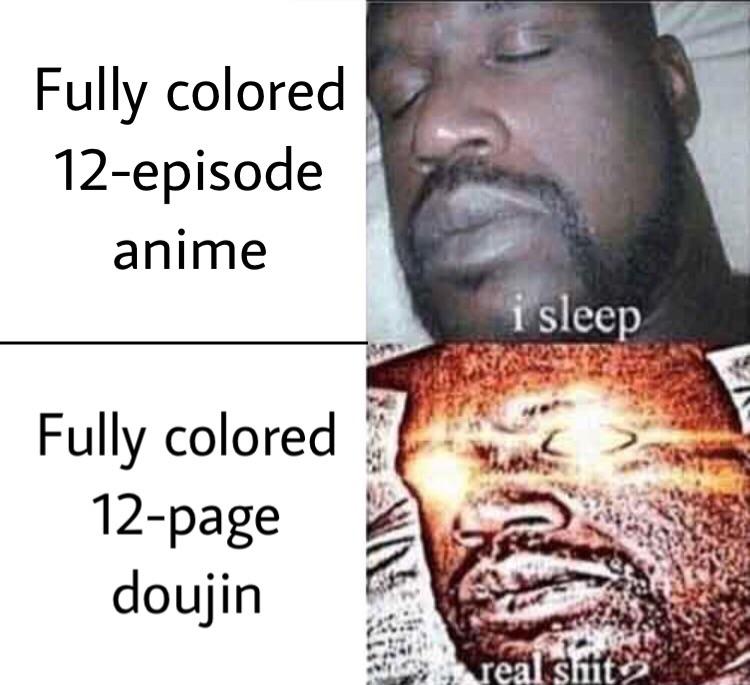 Fully colored
12-episode
anime
i sleep
Fully colored
12-page
doujin
real shit?